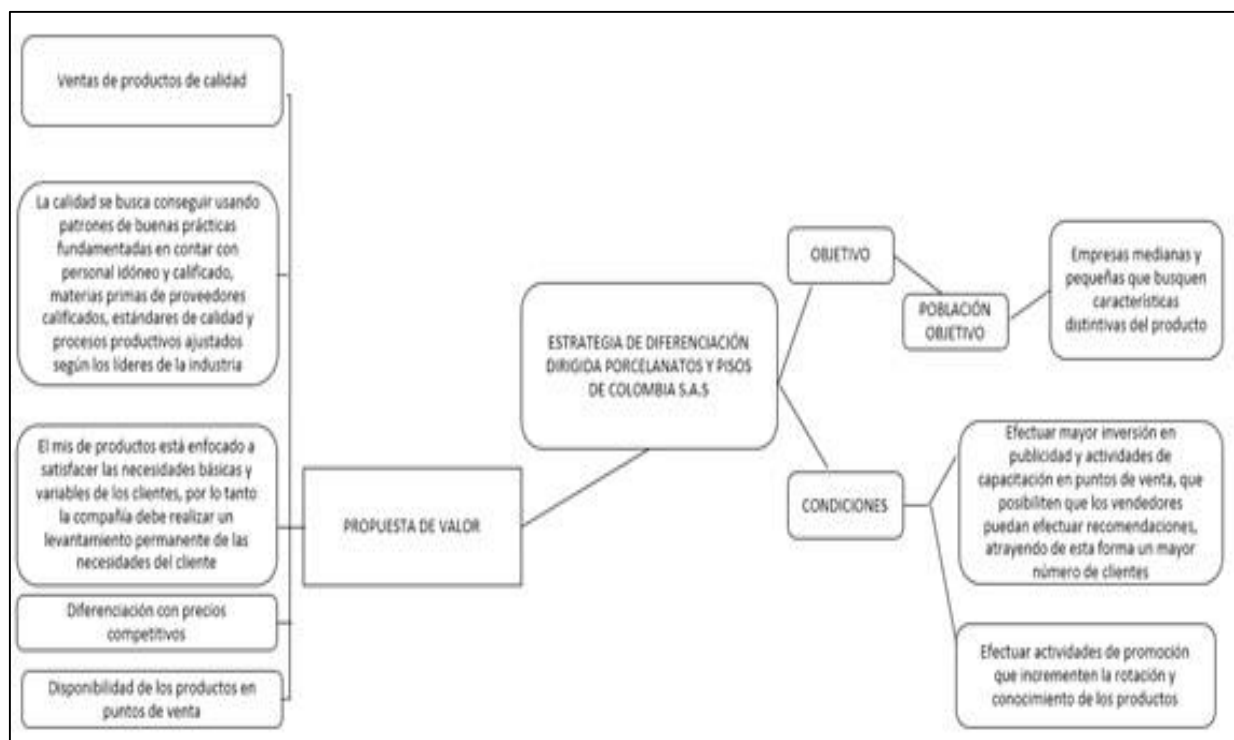 Ventas de productos de calidad
La calidad se busca conseguir usando
patrones de buenas prácticas
fundamentadas en contar con
personal idóneo y calificado,
materias primas de proveedores
calificados, estándares de calidad y
procesos productivos ajustados
según los líderes de la industria
El mis de productos está enfocado a
satisfacer las necesidades básicas y
variables de los clientes, por lo tanto
la compañía debe realizar un
levantamiento permanente de las
necesidades del cliente
Diferenciación con precios
competitivos
Disponibilidad de los productos en
puntos de venta
PROPUESTA DE VALOR
ESTRATEGIA DE DIFERENCIACIÓN
DIRIGIDA PORCELANATOS Y PISOS
DE COLOMBIA S.A.S
OBJETIVO
POBLACIÓN
OBJETIVO
Empresas medianas y
pequeñas que busquen
características
distintivas del producto
CONDICIONES
Efectuar mayor inversión en
publicidad y actividades de
capacitación en puntos de venta, que
posibiliten que los vendedores
puedan efectuar recomendaciones,
atrayendo de esta forma un mayor
número de clientes
Efectuar actividades de promoción
que incrementen la rotación y
conocimiento de los productos